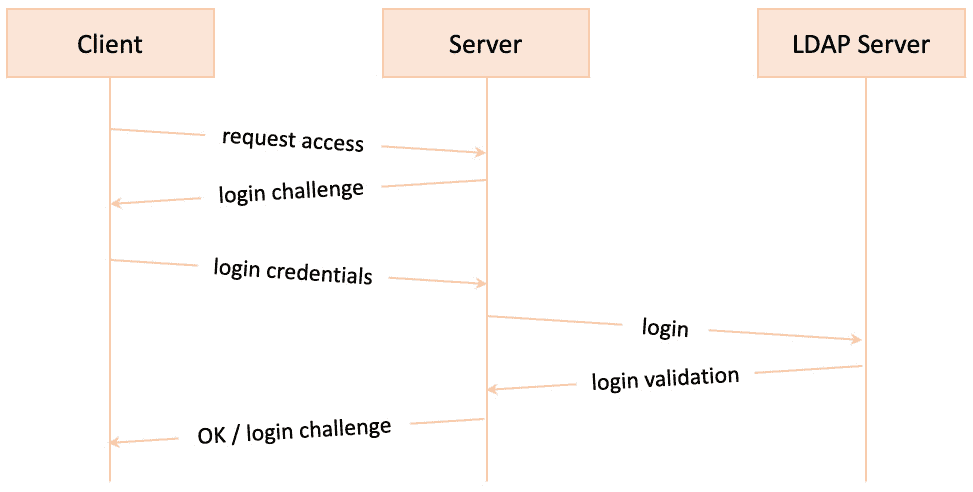 Client
Server
LDAP Server
request access
login challenge
login credentials
login
login validation
OK / login challenge